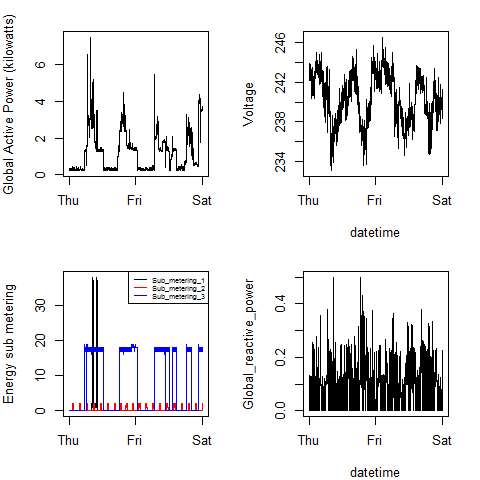 Global Active Power (kilowatts)
0 2 4 6
Thu Fri Sat
Voltage
234 238 242 246
Thu Fri Sat
datetime
Energy sub metering
0 10 20 30
Sub_metering_1
Sub_metering_2
Sub_metering_3
Thu Fri Sat
Global_reactive_power
0.0 0.2 0.4
Thu Fri Sat
datetime